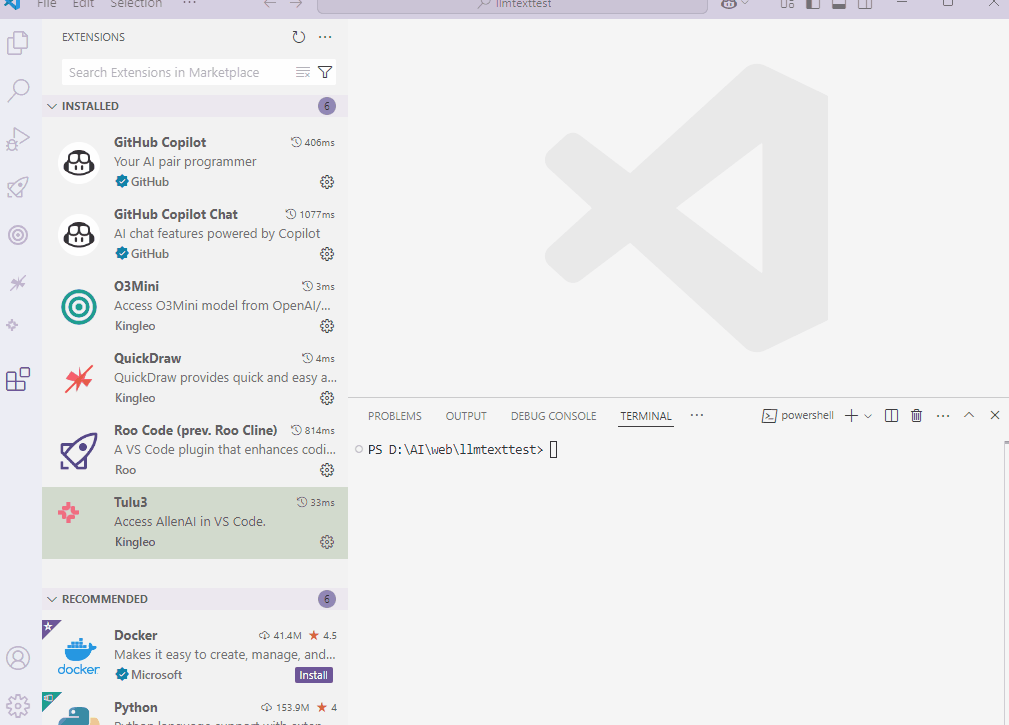 File Edit Selection ···
llmtexttest
EXTENSIONS
Search Extensions in Marketplace
INSTALLED 6
GitHub Copilot 406ms
Your AI pair programmer
GitHub
GitHub Copilot Chat 1077ms
AI chat features powered by Copilot
GitHub
O3Mini 3ms
Access O3Mini model from OpenAI/...
Kingleo
QuickDraw 4ms
QuickDraw provides quick and easy a...
Kingleo
Roo Code (prev. Roo Cline) 814ms
A VS Code plugin that enhances codi...
Roo
Tulu3 33ms
Access AllenAI in VS Code.
Kingleo
RECOMMENDED 6
Docker 41.4M ★ 4.5
Makes it easy to create, manage, and...
docker
Microsoft Install
Python 153.9M ★ 4
Python language support with exten
PROBLEMS OUTPUT DEBUG CONSOLE TERMINAL ··· powershell
PS D:\AI\web\llmtexttest>